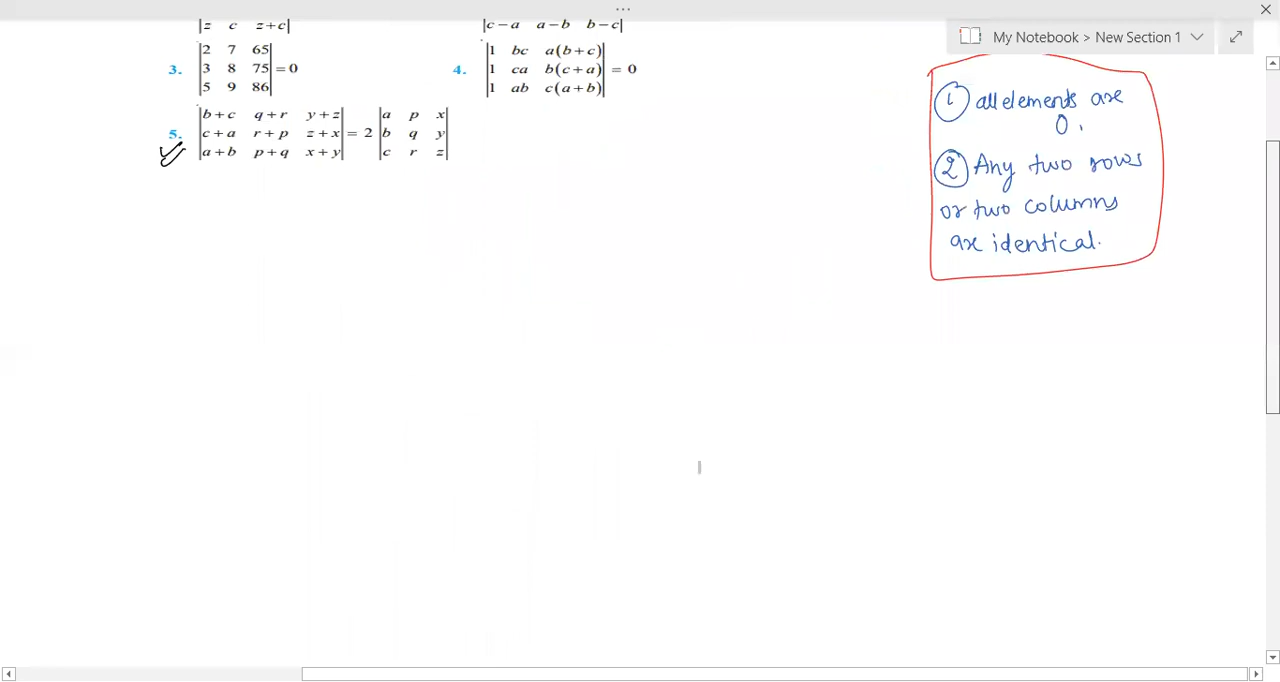 My Notebook > New Section 1
|z c z+c|
|c−a a−b b−c|
3. |2 7 65|
|3 8 75| = 0
|5 9 86|
4. |1 bc a(b+c)|
|1 ca b(c+a)| = 0
|1 ab c(a+b)|
5. |b+c q+r y+z| |a p x|
|c+a r+p z+x| = 2 |b q y|
|a+b p+q x+y| |c r z|
① all elements are
0.
② Any two rows
or two columns
are identical.